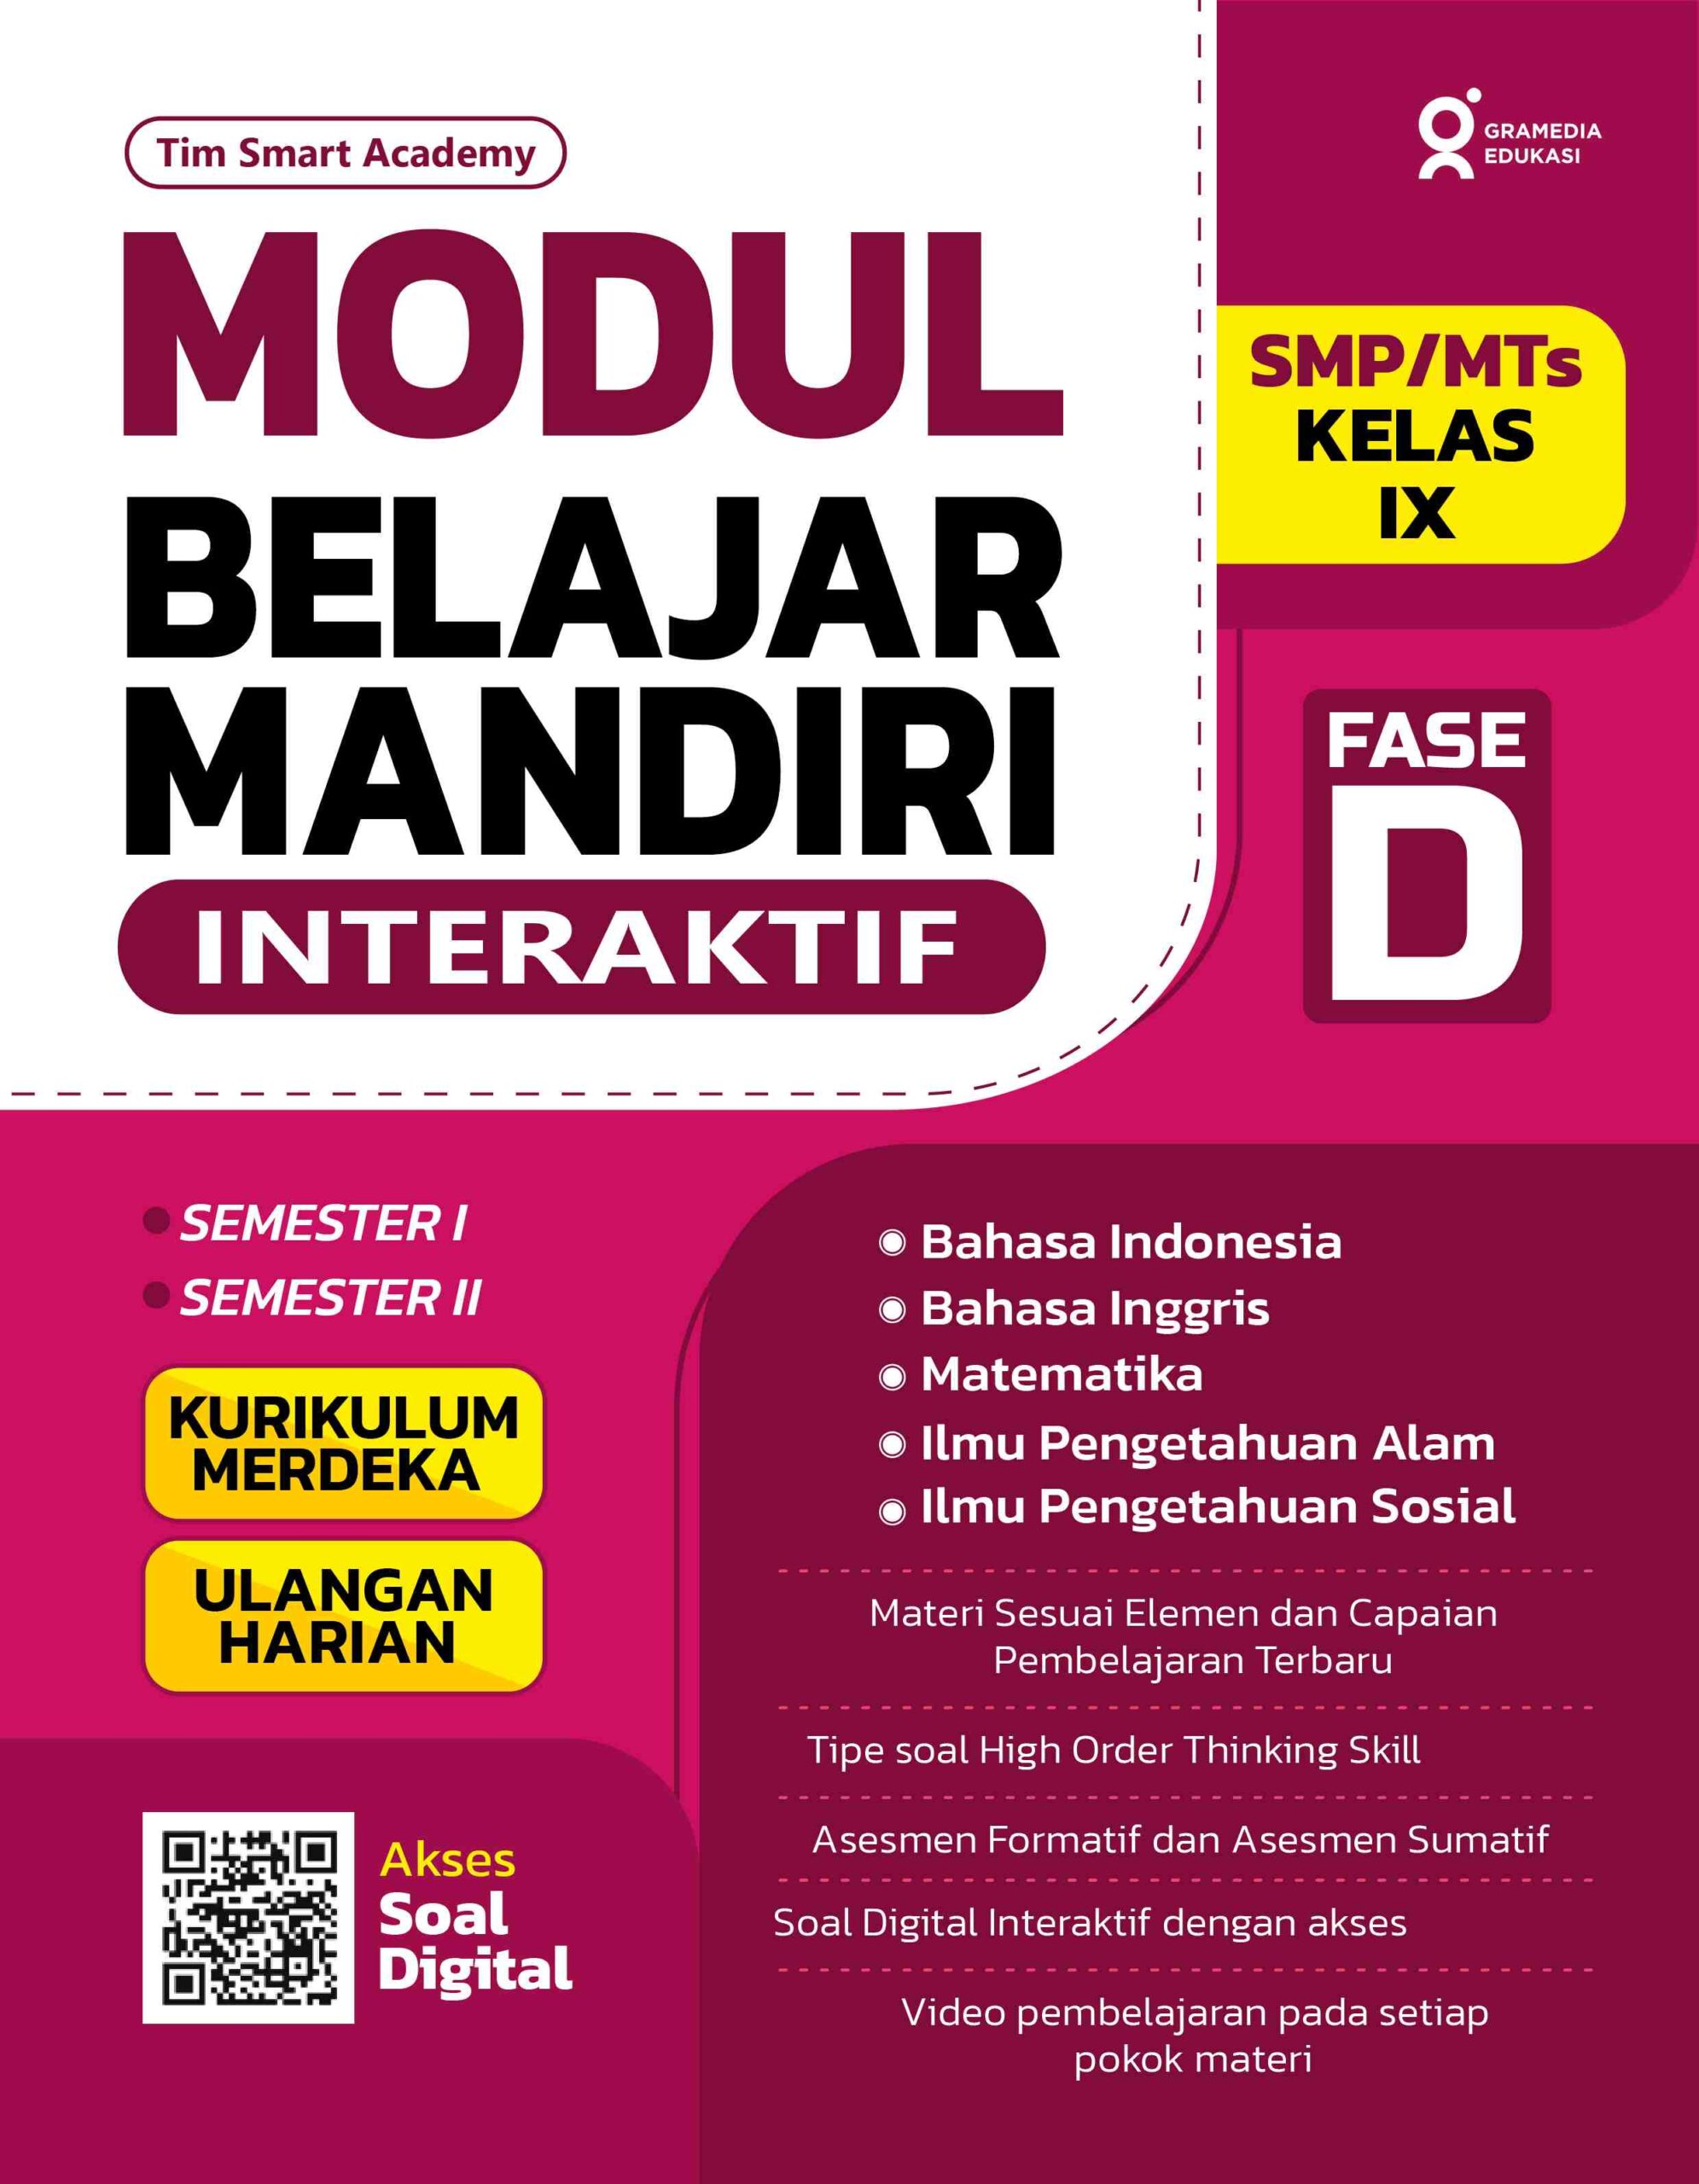 Tim Smart Academy
GRAMEDIA
EDUKASI
MODUL
BELAJAR
MANDIRI
INTERAKTIF
SMP/MTs
KELAS
IX
FASE
D
SEMESTER I
SEMESTER II
KURIKULUM
MERDEKA
ULANGAN
HARIAN
Akses
Soal
Digital
Bahasa Indonesia
Bahasa Inggris
Matematika
Ilmu Pengetahuan Alam
Ilmu Pengetahuan Sosial
Materi Sesuai Elemen dan Capaian
Pembelajaran Terbaru
Tipe soal High Order Thinking Skill
Asesmen Formatif dan Asesmen Sumatif
Soal Digital Interaktif dengan akses
Video pembelajaran pada setiap
pokok materi